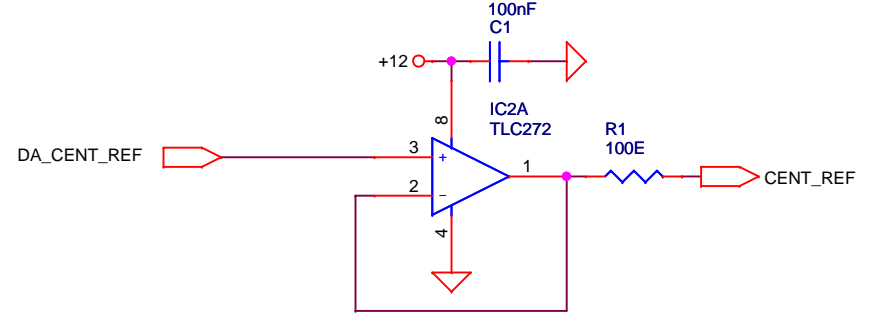 100nF
C1
+12
8
IC2A
TLC272
R1
100E
DA_CENT_REF
3
+
1
2
-
CENT_REF
4